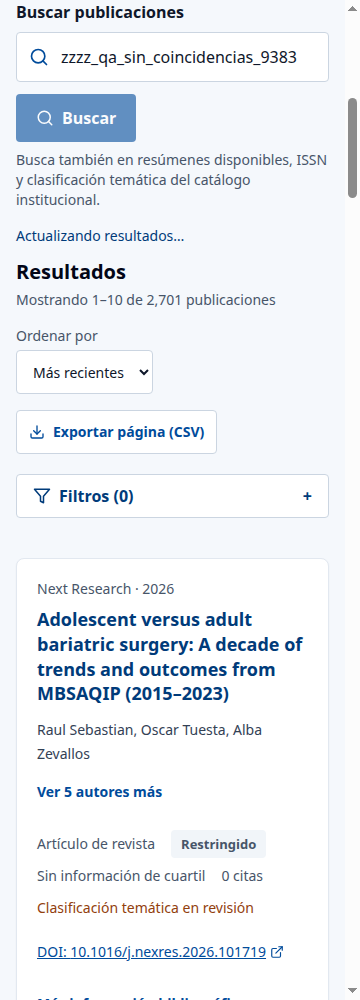 Buscar publicaciones
zzzz_qa_sin_coincidencias_9383
Buscar
Busca también en resúmenes disponibles, ISSN
y clasificación temática del catálogo
institucional.
Actualizando resultados...
Resultados
Mostrando 1–10 de 2,701 publicaciones
Ordenar por
Más recientes
Exportar página (CSV)
Filtros (0) +
Next Research · 2026
Adolescent versus adult
bariatric surgery: A decade of
trends and outcomes from
MBSAQIP (2015–2023)
Raul Sebastian, Oscar Tuesta, Alba
Zevallos
Ver 5 autores más
Artículo de revista Restringido
Sin información de cuartil 0 citas
Clasificación temática en revisión
DOI: 10.1016/j.nexres.2026.101719